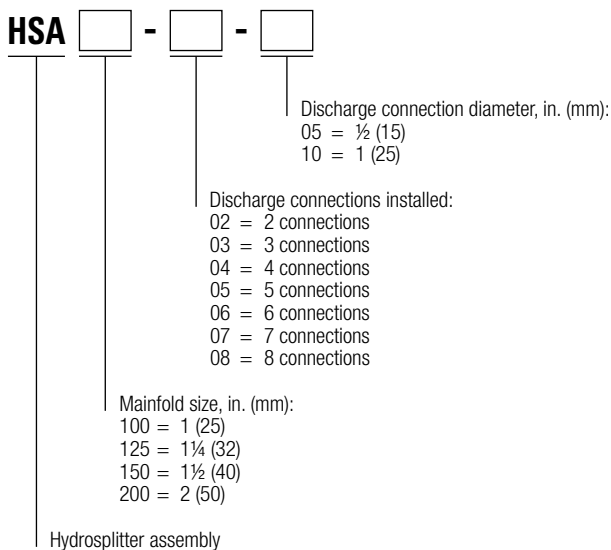 HSA - -
Discharge connection diameter, in. (mm):
05 = ½ (15)
10 = 1 (25)
Discharge connections installed:
02 = 2 connections
03 = 3 connections
04 = 4 connections
05 = 5 connections
06 = 6 connections
07 = 7 connections
08 = 8 connections
Mainfold size, in. (mm):
100 = 1 (25)
125 = 1¼ (32)
150 = 1½ (40)
200 = 2 (50)
Hydrosplitter assembly